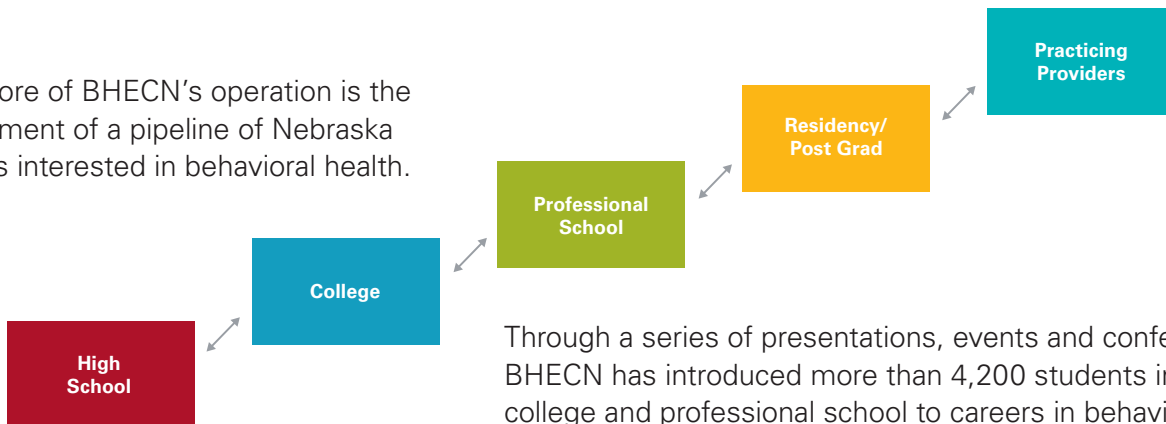 ore of BHECN's operation is the
ment of a pipeline of Nebraska
s interested in behavioral health.
Practicing
Providers
Residency/
Post Grad
Professional
School
College
High
School
Through a series of presentations, events and confe
BHECN has introduced more than 4,200 students i
college and professional school to careers in behavi